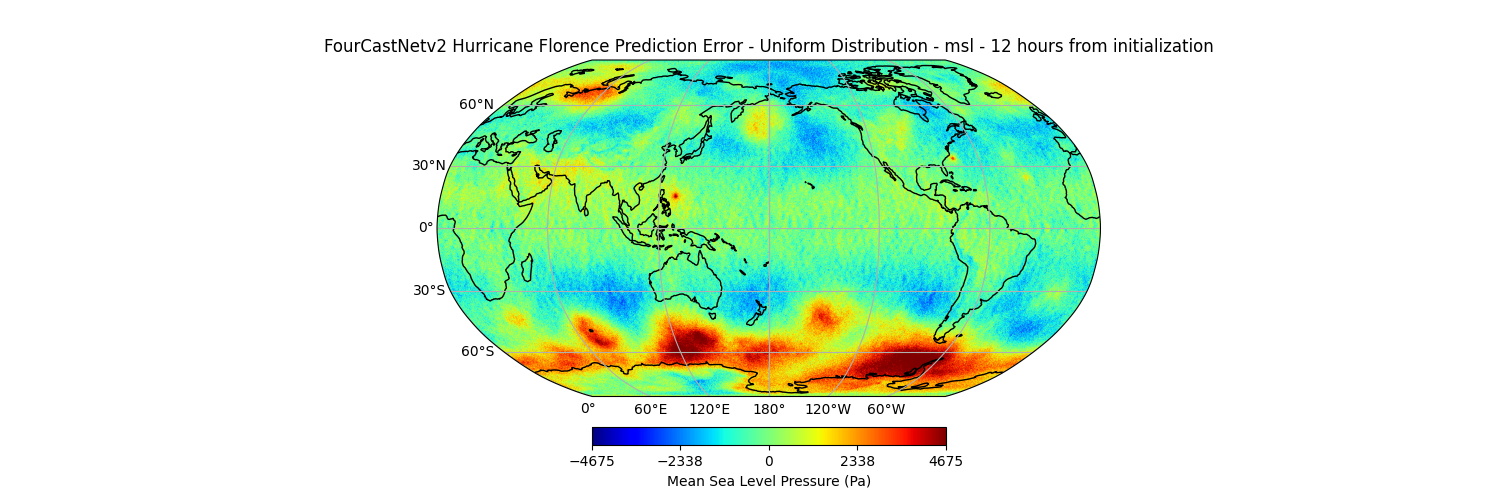 FourCastNetv2 Hurricane Florence Prediction Error - Uniform Distribution - msl - 12 hours from initialization
60°N
30°N
0°
30°S
60°S
0° 60°E 120°E 180° 120°W 60°W
−4675 −2338 0 2338 4675
Mean Sea Level Pressure (Pa)